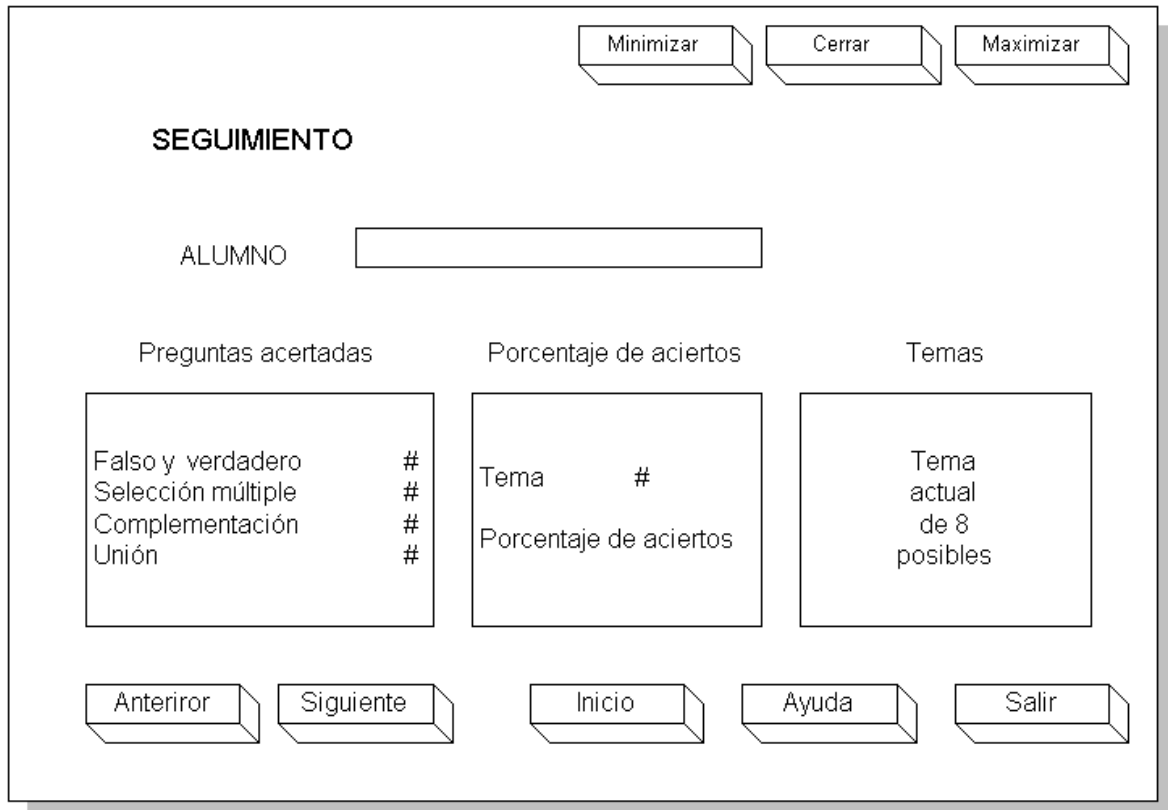 Minimizar Cerrar Maximizar
SEGUIMIENTO
ALUMNO
Preguntas acertadas Porcentaje de aciertos Temas
Falso y verdadero #
Selección múltiple #
Complementación #
Unión #
Tema #
Porcentaje de aciertos
Tema
actual
de 8
posibles
Anteriror Siguiente Inicio Ayuda Salir